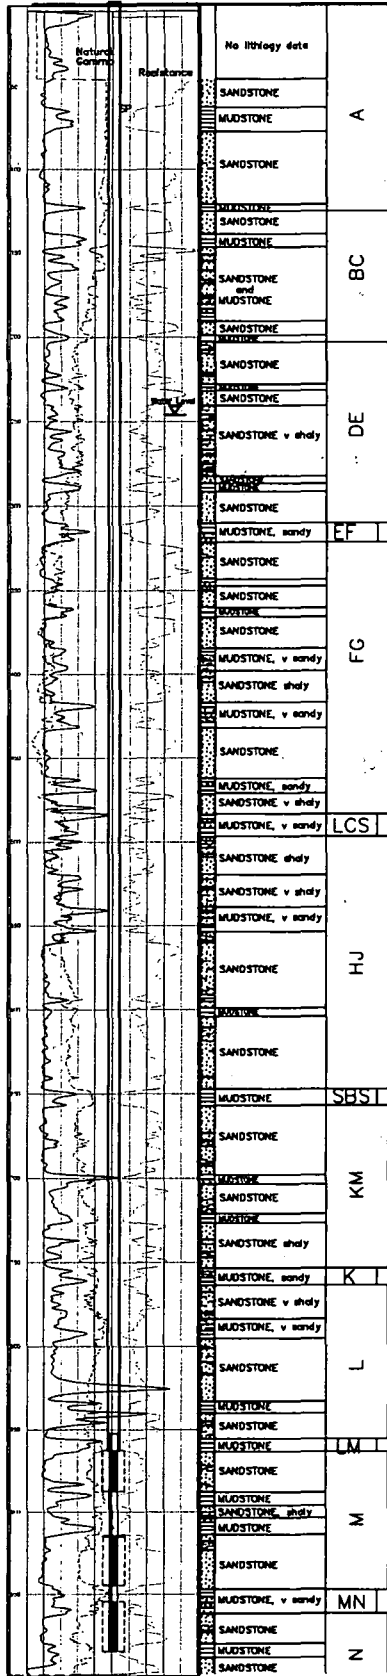 Natural
Gamma
Resistance
No lithlogy data
SANDSTONE
MUDSTONE
A
SANDSTONE
MUDSTONE
SANDSTONE
MUDSTONE
BC
SANDSTONE
and
MUDSTONE
SANDSTONE
MUDSTONE
200
SANDSTONE
MUDSTONE
SANDSTONE
Water Level
DE
SANDSTONE v shaly
SANDSTONE
MUDSTONE
SANDSTONE
MUDSTONE, sandy EF
SANDSTONE
SANDSTONE
MUDSTONE
SANDSTONE
FG
MUDSTONE, v sandy
SANDSTONE shaly
MUDSTONE, v sandy
SANDSTONE
MUDSTONE, sandy
SANDSTONE v shaly
MUDSTONE, v sandy LCS
SANDSTONE shaly
SANDSTONE v shaly
MUDSTONE, v sandy
HJ
SANDSTONE
MUDSTONE
SANDSTONE
MUDSTONE SBS
SANDSTONE
KM
MUDSTONE
SANDSTONE
MUDSTONE
SANDSTONE shaly
MUDSTONE, sandy K
SANDSTONE v shaly
MUDSTONE, v sandy
SANDSTONE
L
MUDSTONE
SANDSTONE
MUDSTONE LM
SANDSTONE
MUDSTONE
SANDSTONE, shaly
M
MUDSTONE
SANDSTONE
MUDSTONE, v sandy MN
SANDSTONE
MUDSTONE
N
SANDSTONE